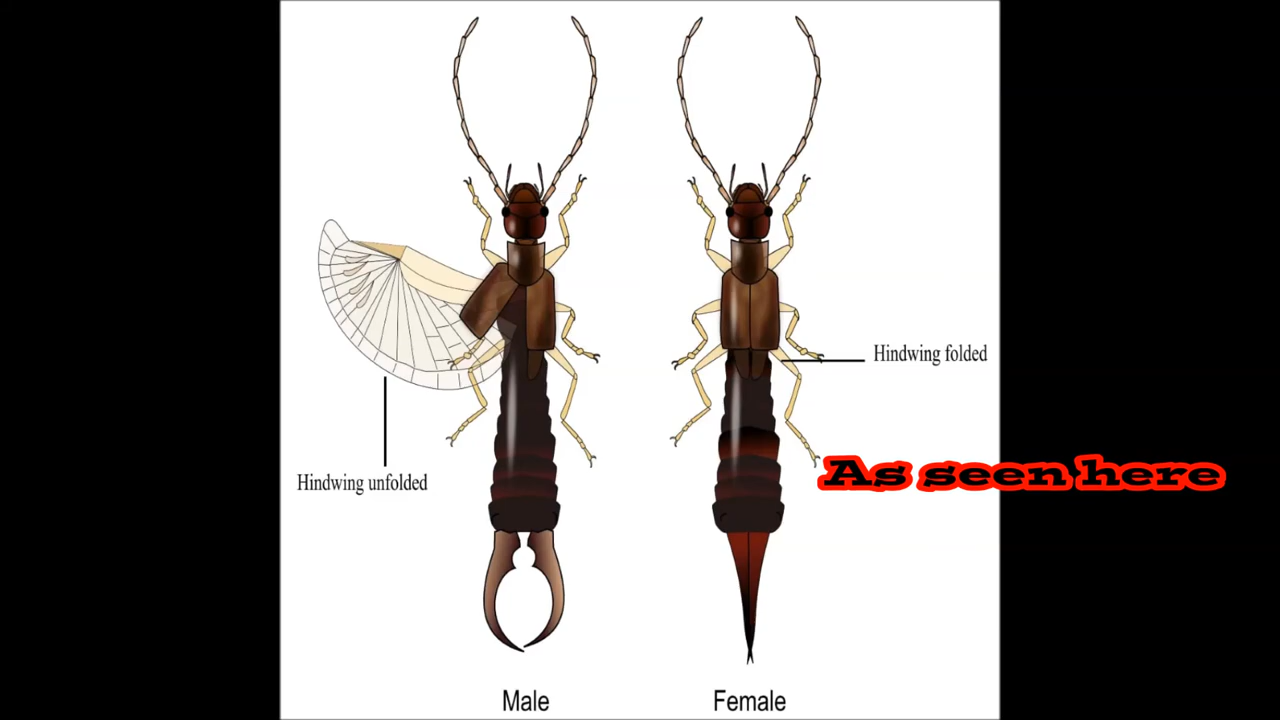 Hindwing folded
As seen here
Hindwing unfolded
Male
Female